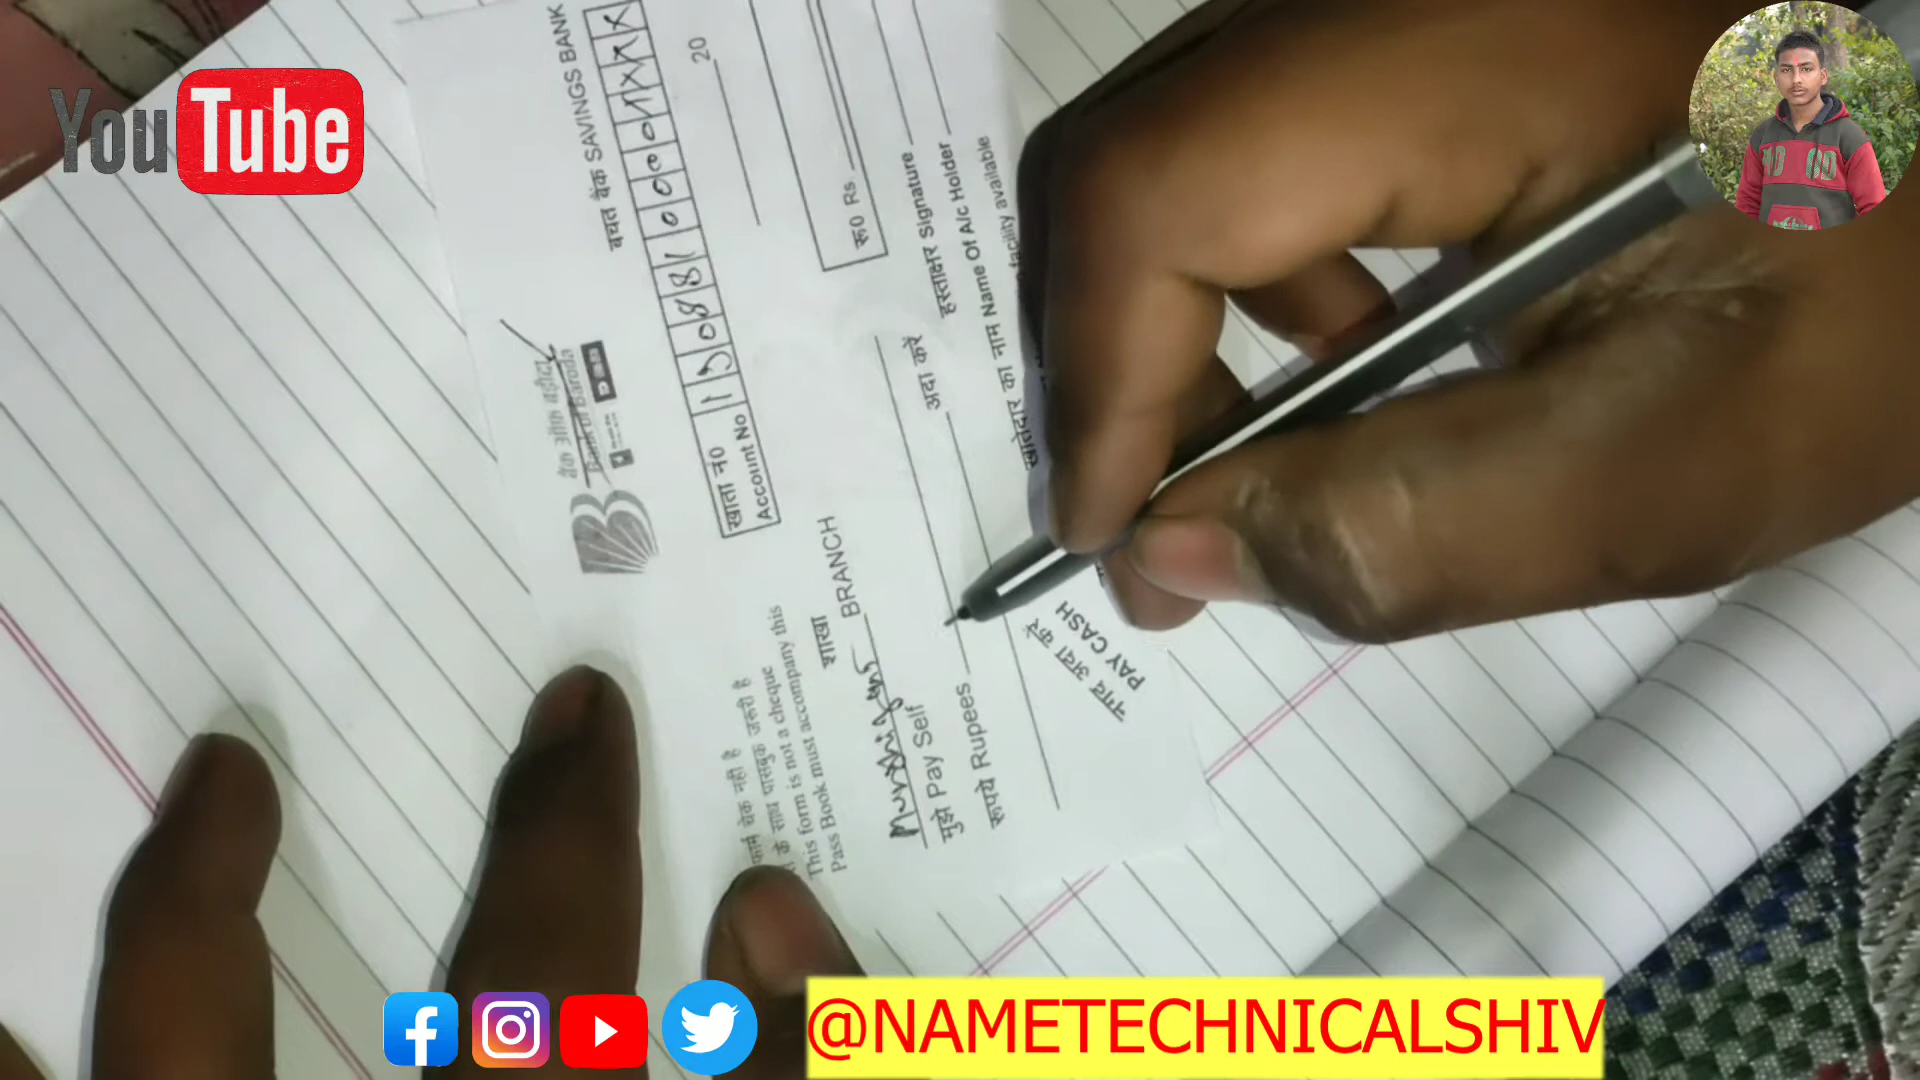 YouTube
बैंक ऑफ़ बड़ौदा
Bank of Baroda
बचत बैंक SAVINGS BANK
खाता नं०
Account No
20
फार्म चेक नहीं है
के साथ पासबुक जरूरी है
This form is not a cheque
Pass Book must accompany this
शाखा
BRANCH
रू0 Rs
मुझे Pay Self
रुपये Rupees
अदा करें
हस्ताक्षर Signature
खातेदार का नाम Name Of A/c Holder
facility available
नगद अदा करें
PAY CASH
@NAMETECHNICALSHIV